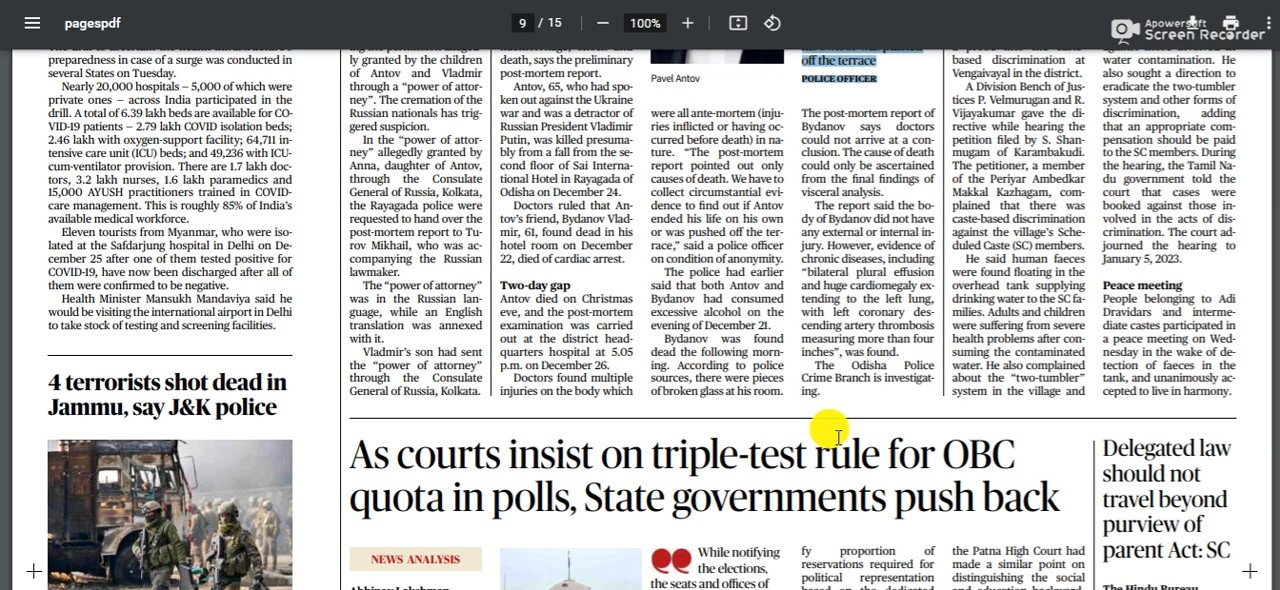 pagespdf
9 / 15
100%
Apowersoft
Screen Recorder
preparedness in case of a surge was conducted in
several States on Tuesday.
Nearly 20,000 hospitals – 5,000 of which were
private ones – across India participated in the
drill. A total of 6.39 lakh beds are available for CO-
VID-19 patients – 2.79 lakh COVID isolation beds;
2.46 lakh with oxygen-support facility; 64,711 in-
tensive care unit (ICU) beds; and 49,236 with ICU-
cum-ventilator provision. There are 1.7 lakh doc-
tors, 3.2 lakh nurses, 1.6 lakh paramedics and
15,000 AYUSH practitioners trained in COVID-
care management. This is roughly 85% of India's
available medical workforce.
Eleven tourists from Myanmar, who were iso-
lated at the Safdarjung hospital in Delhi on De-
cember 25 after one of them tested positive for
COVID-19, have now been discharged after all of
them were confirmed to be negative.
Health Minister Mansukh Mandaviya said he
would be visiting the international airport in Delhi
to take stock of testing and screening facilities.
4 terrorists shot dead in
Jammu, say J&K police
ly granted by the children
of Antov and Vladmir
through a “power of attor-
ney”. The cremation of the
Russian nationals has trig-
gered suspicion.
In the “power of attor-
ney” allegedly granted by
Anna, daughter of Antov,
through the Consulate
General of Russia, Kolkata,
the Rayagada police were
requested to hand over the
post-mortem report to Tu-
rov Mikhail, who was ac-
companying the Russian
lawmaker.
The “power of attorney”
was in the Russian lan-
guage, while an English
translation was annexed
with it.
Vladmir's son had sent
the “power of attorney”
through the Consulate
General of Russia, Kolkata.
death, says the preliminary
post-mortem report.
Antov, 65, who had spo-
ken out against the Ukraine
war and was a detractor of
Russian President Vladimir
Putin, was killed presuma-
bly from a fall from the se-
cond floor of Sai Interna-
tional Hotel in Rayagada of
Odisha on December 24.
Doctors ruled that An-
tov's friend, Bydanov Vlad-
mir, 61, found dead in his
hotel room on December
22, died of cardiac arrest.
Two-day gap
Antov died on Christmas
eve, and the post-mortem
examination was carried
out at the district head-
quarters hospital at 5.05
p.m. on December 26.
Doctors found multiple
injuries on the body which
Pavel Antov
were all ante-mortem (inju-
ries inflicted or having oc-
curred before death) in na-
ture. “The post-mortem
report pointed out only
causes of death. We have to
collect circumstantial evi-
dence to find out if Antov
ended his life on his own
or was pushed off the ter-
race,” said a police officer
on condition of anonymity.
The police had earlier
said that both Antov and
Bydanov had consumed
excessive alcohol on the
evening of December 21.
Bydanov was found
dead the following morn-
ing. According to police
sources, there were pieces
of broken glass at his room.
off the terrace
POLICE OFFICER
The post-mortem report of
Bydanov says doctors
could not arrive at a con-
clusion. The cause of death
could only be ascertained
from the final findings of
visceral analysis.
The report said the bo-
dy of Bydanov did not have
any external or internal in-
jury. However, evidence of
chronic diseases, including
“bilateral plural effusion
and huge cardiomegaly ex-
tending to the left lung,
with left coronary des-
cending artery thrombosis
measuring more than four
inches”, was found.
The Odisha Police
Crime Branch is investigat-
ing.
based discrimination at
Vengaivayal in the district.
A Division Bench of Jus-
tices P. Velmurugan and R.
Vijayakumar gave the di-
rective while hearing the
petition filed by S. Shan-
mugam of Karambakudi.
The petitioner, a member
of the Periyar Ambedkar
Makkal Kazhagam, com-
plained that there was
caste-based discrimination
against the village's Sche-
duled Caste (SC) members.
He said human faeces
were found floating in the
overhead tank supplying
drinking water to the SC fa-
milies. Adults and children
were suffering from severe
health problems after con-
suming the contaminated
water. He also complained
about the “two-tumbler”
system in the village and
water contamination. He
also sought a direction to
eradicate the two-tumbler
system and other forms of
discrimination, adding
that an appropriate com-
pensation should be paid
to the SC members. During
the hearing, the Tamil Na-
du government told the
court that cases were
booked against those in-
volved in the acts of dis-
crimination. The court ad-
journed the hearing to
January 5, 2023.
Peace meeting
People belonging to Adi
Dravidars and interme-
diate castes participated in
a peace meeting on Wed-
nesday in the wake of de-
tection of faeces in the
tank, and unanimously ac-
cepted to live in harmony.
As courts insist on triple-test rule for OBC
quota in polls, State governments push back
NEWS ANALYSIS
While notifying
the elections,
the seats and offices of
fy proportion of
reservations required for
political representation
the Patna High Court had
made a similar point on
distinguishing the social
Delegated law
should not
travel beyond
purview of
parent Act: SC
The Hindu Bureau